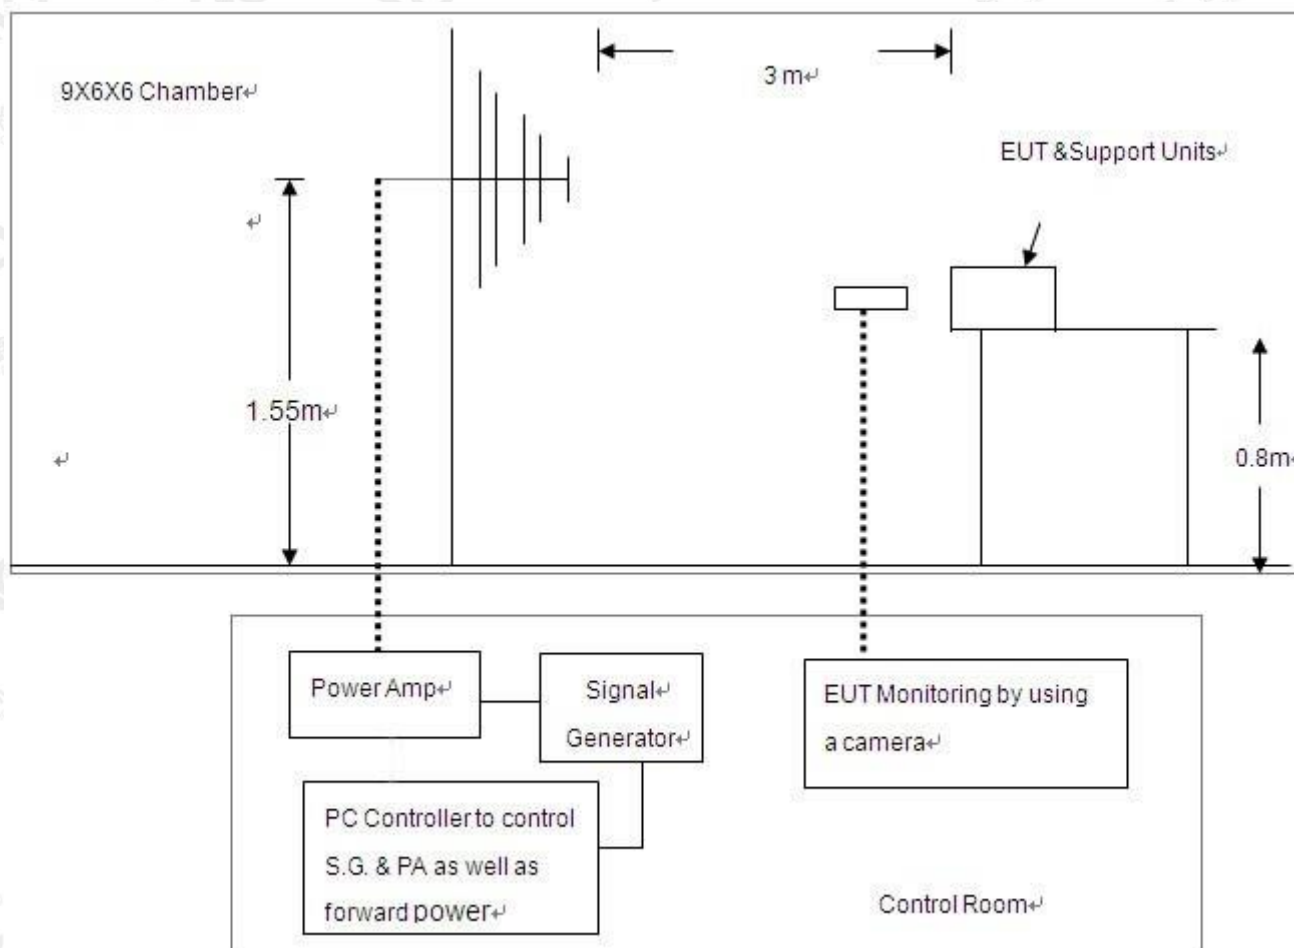 3 m↵
9X6X6 Chamber↵
EUT &Support Units↵
↵
1.55m↵
↵
0.8m↵
Power Amp↵
Signal↵
Generator↵
EUT Monitoring by using
a camera↵
PC Controller to control
S.G. & PA as well as
forward power↵
Control Room↵